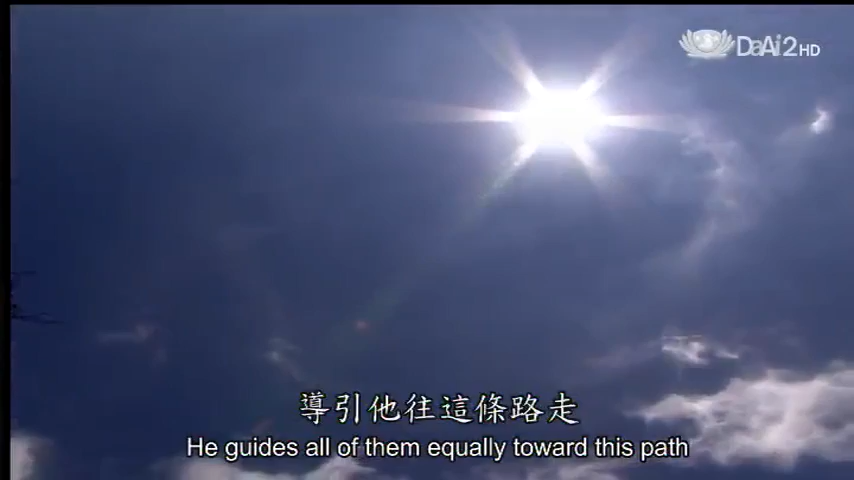 DaAi2HD
導引他往這條路走
He guides all of them equally toward this path